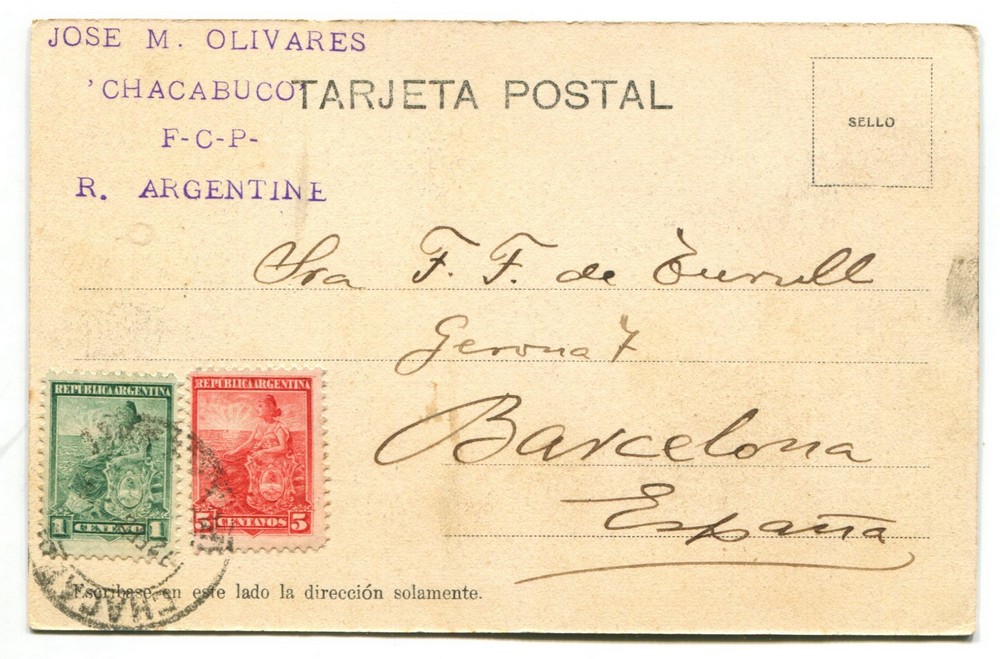 JOSE M. OLIVARES
'CHACABUCO'
F-C-P-
R. ARGENTINE
TARJETA POSTAL
SELLO
Sra F. F. de
Gerona 7
Barcelona
España
REPUBLICA ARGENTINA
1 CENTAVO 1
REPUBLICA ARGENTINA
5 CENTAVOS 5
Escríbase en este lado la dirección solamente.